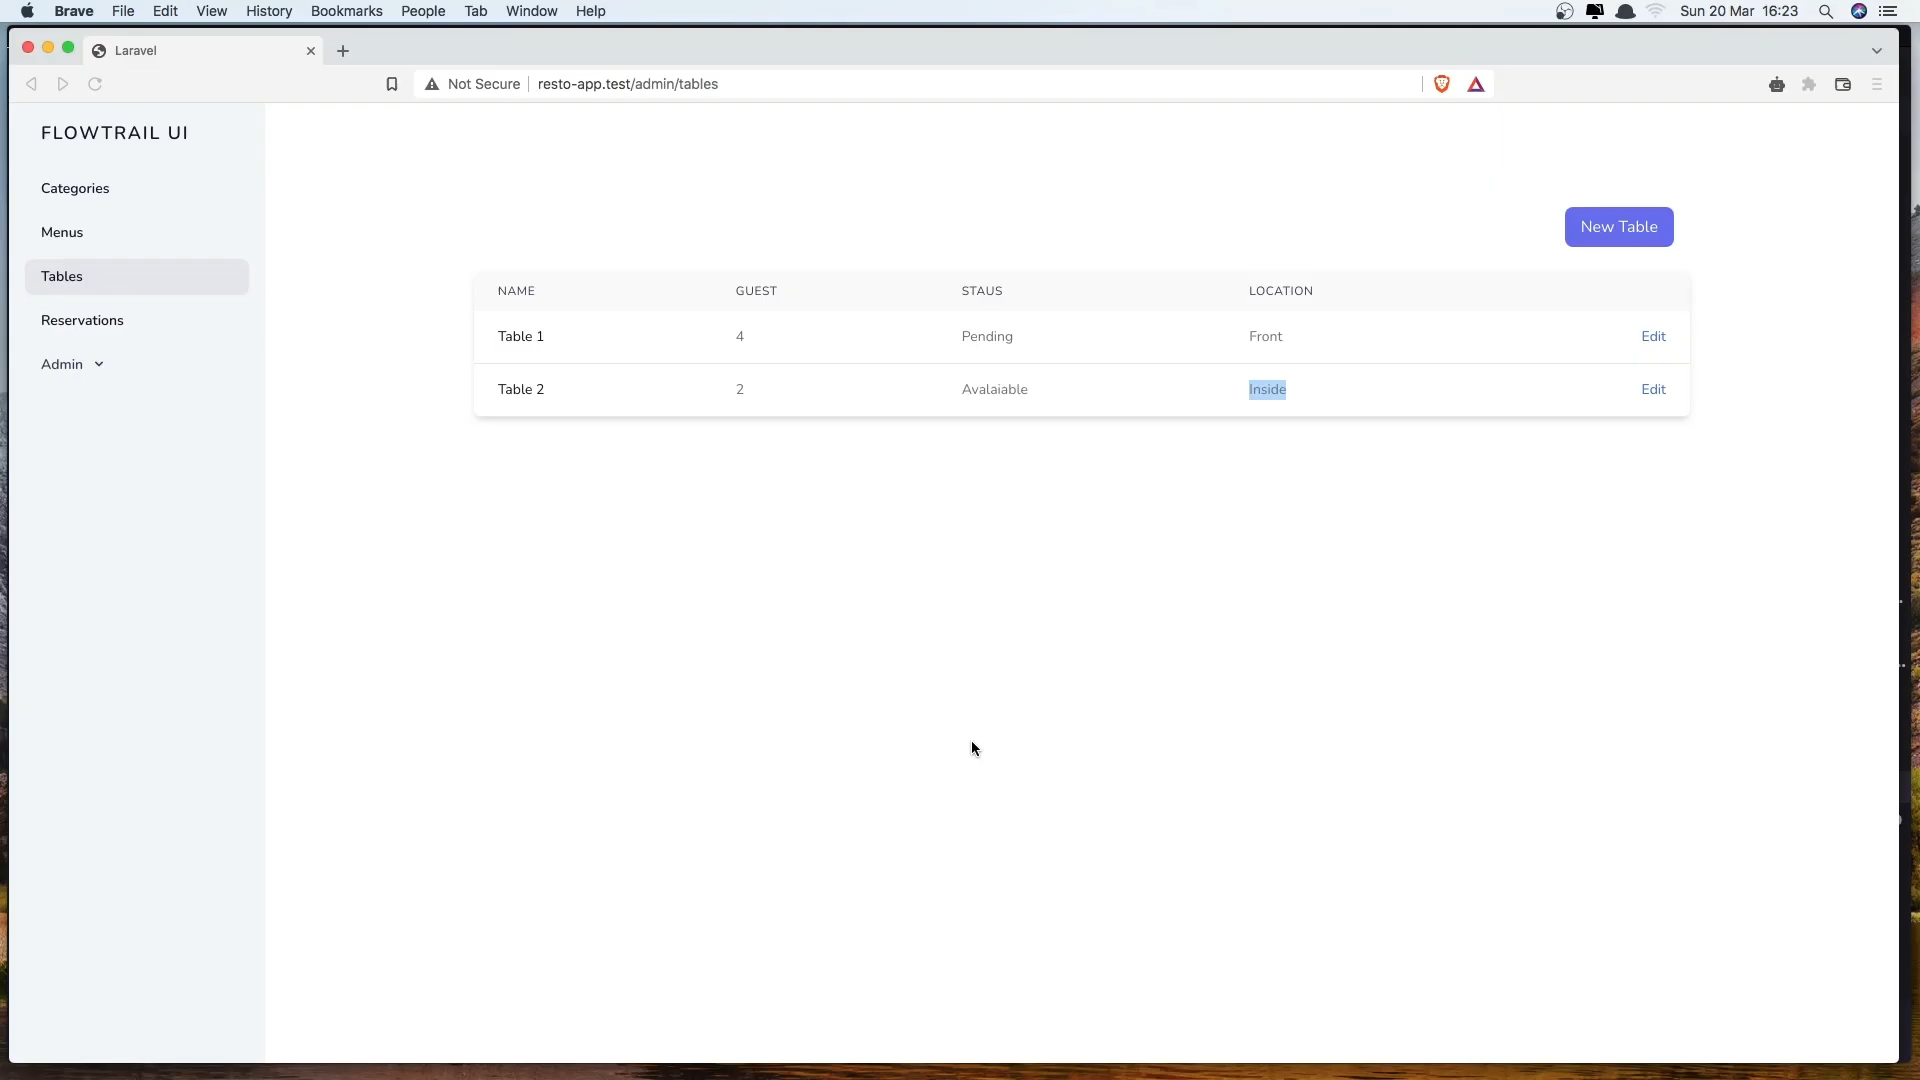 Brave File Edit View History Bookmarks People Tab Window Help Sun 20 Mar 16:23
Laravel
Not Secure resto-app.test/admin/tables
FLOWTRAIL UI
Categories
Menus
Tables
Reservations
Admin
New Table
NAME GUEST STAUS LOCATION
Table 1 4 Pending Front Edit
Table 2 2 Avalaiable Inside Edit